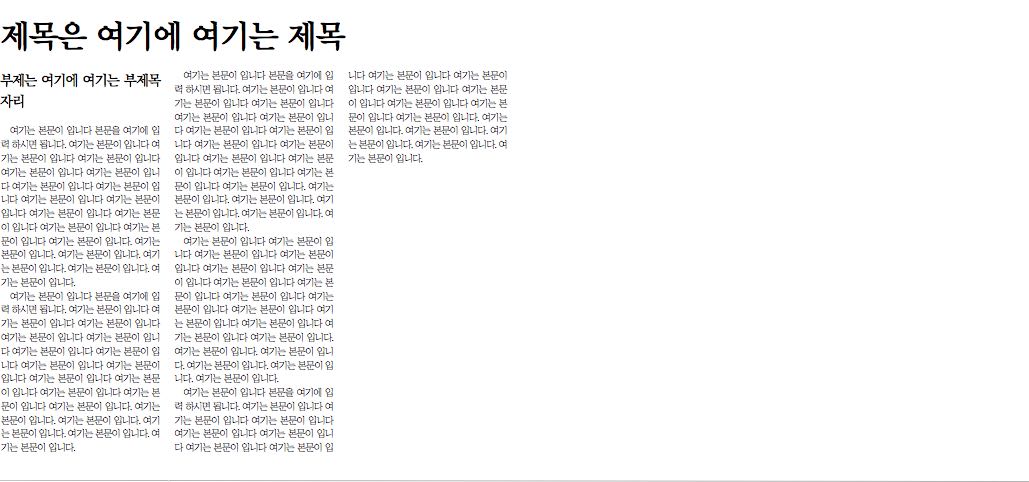 제목은 여기에 여기는 제목
부제는 여기에 여기는 부제목
자리
여기는 본문이 입니다 본문을 여기에 입
력 하시면 됩니다. 여기는 본문이 입니다 여
기는 본문이 입니다 여기는 본문이 입니다
여기는 본문이 입니다 여기는 본문이 입니
다 여기는 본문이 입니다 여기는 본문이 입
니다 여기는 본문이 입니다 여기는 본문이
입니다 여기는 본문이 입니다 여기는 본문
이 입니다 여기는 본문이 입니다 여기는 본
문이 입니다 여기는 본문이 입니다. 여기는
본문이 입니다. 여기는 본문이 입니다. 여기
는 본문이 입니다. 여기는 본문이 입니다. 여
기는 본문이 입니다.
여기는 본문이 입니다 본문을 여기에 입
력 하시면 됩니다. 여기는 본문이 입니다 여
기는 본문이 입니다 여기는 본문이 입니다
여기는 본문이 입니다 여기는 본문이 입니
다 여기는 본문이 입니다 여기는 본문이 입
니다 여기는 본문이 입니다 여기는 본문이
입니다 여기는 본문이 입니다 여기는 본문
이 입니다 여기는 본문이 입니다 여기는 본
문이 입니다 여기는 본문이 입니다. 여기는
본문이 입니다. 여기는 본문이 입니다. 여기
는 본문이 입니다. 여기는 본문이 입니다. 여
기는 본문이 입니다.
여기는 본문이 입니다 본문을 여기에 입
력 하시면 됩니다. 여기는 본문이 입니다 여
기는 본문이 입니다 여기는 본문이 입니다
여기는 본문이 입니다 여기는 본문이 입니
다 여기는 본문이 입니다 여기는 본문이 입
니다 여기는 본문이 입니다 여기는 본문이
입니다 여기는 본문이 입니다 여기는 본문
이 입니다 여기는 본문이 입니다 여기는 본
문이 입니다 여기는 본문이 입니다. 여기는
본문이 입니다. 여기는 본문이 입니다. 여기
는 본문이 입니다. 여기는 본문이 입니다. 여
기는 본문이 입니다.
여기는 본문이 입니다 여기는 본문이 입
니다 여기는 본문이 입니다 여기는 본문이
입니다 여기는 본문이 입니다 여기는 본문
이 입니다 여기는 본문이 입니다 여기는 본
문이 입니다 여기는 본문이 입니다 여기는
본문이 입니다 여기는 본문이 입니다 여기
는 본문이 입니다 여기는 본문이 입니다 여
기는 본문이 입니다 여기는 본문이 입니다.
여기는 본문이 입니다. 여기는 본문이 입니
다. 여기는 본문이 입니다. 여기는 본문이 입
니다. 여기는 본문이 입니다.
여기는 본문이 입니다 본문을 여기에 입
력 하시면 됩니다. 여기는 본문이 입니다 여
기는 본문이 입니다 여기는 본문이 입니다
여기는 본문이 입니다 여기는 본문이 입니
다 여기는 본문이 입니다 여기는 본문이 입
니다 여기는 본문이 입니다 여기는 본문이
입니다 여기는 본문이 입니다 여기는 본문
이 입니다 여기는 본문이 입니다 여기는 본
문이 입니다 여기는 본문이 입니다. 여기는
본문이 입니다. 여기는 본문이 입니다. 여기
는 본문이 입니다. 여기는 본문이 입니다. 여
기는 본문이 입니다.